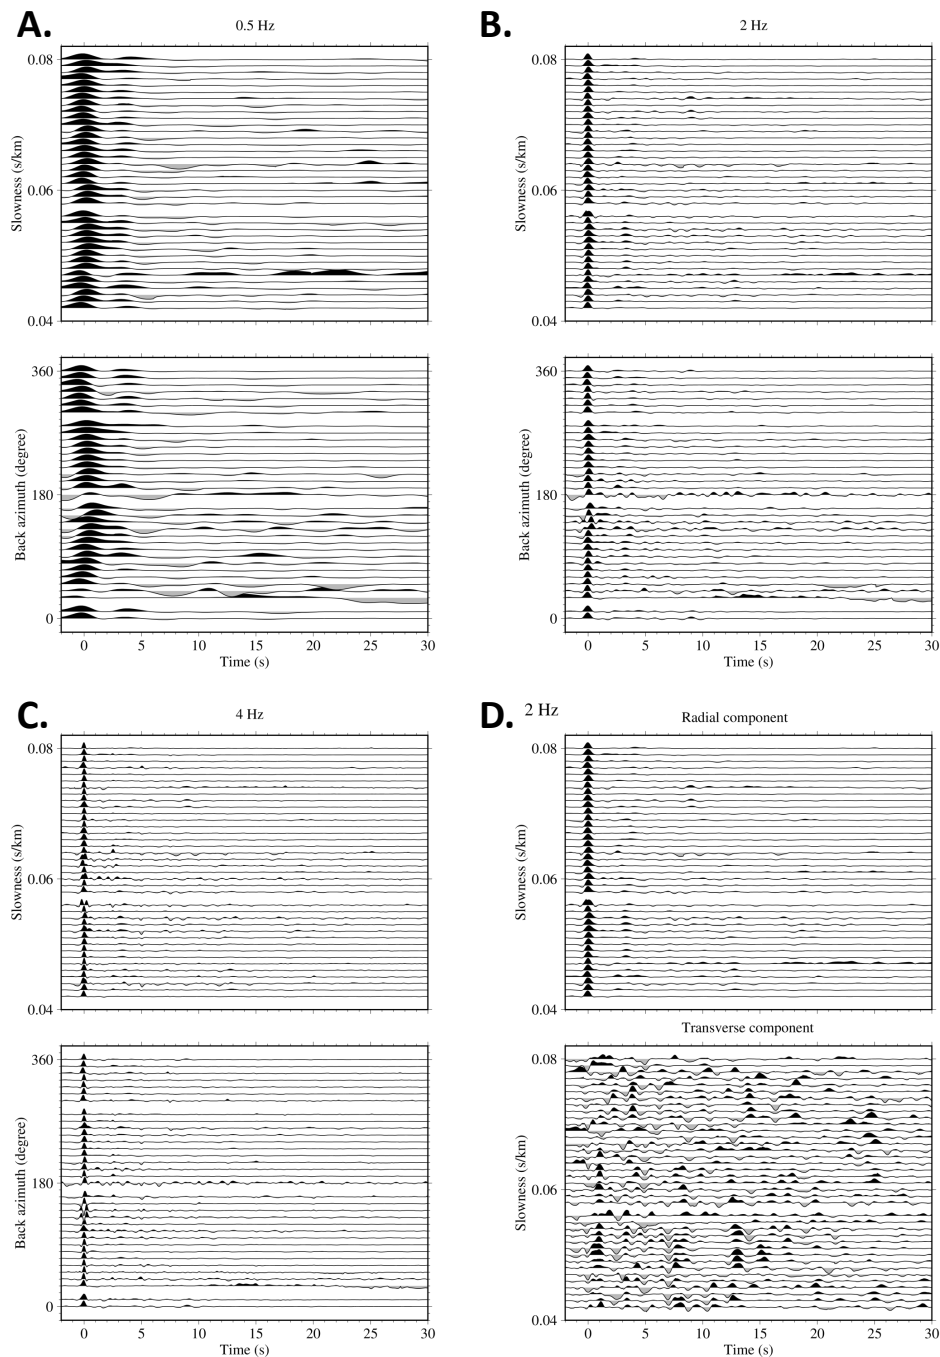 A.
0.5 Hz
0.08
0.06
0.04
Slowness (s/km)
360
180
0
Back azimuth (degree)
0 5 10 15 20 25 30
Time (s)
B.
2 Hz
0.08
0.06
0.04
Slowness (s/km)
360
180
0
Back azimuth (degree)
0 5 10 15 20 25 30
Time (s)
C.
4 Hz
0.08
0.06
0.04
Slowness (s/km)
360
180
0
Back azimuth (degree)
0 5 10 15 20 25 30
Time (s)
D.
2 Hz
Radial component
0.08
0.06
0.04
Slowness (s/km)
Transverse component
0.08
0.06
0.04
Slowness (s/km)
0 5 10 15 20 25 30
Time (s)